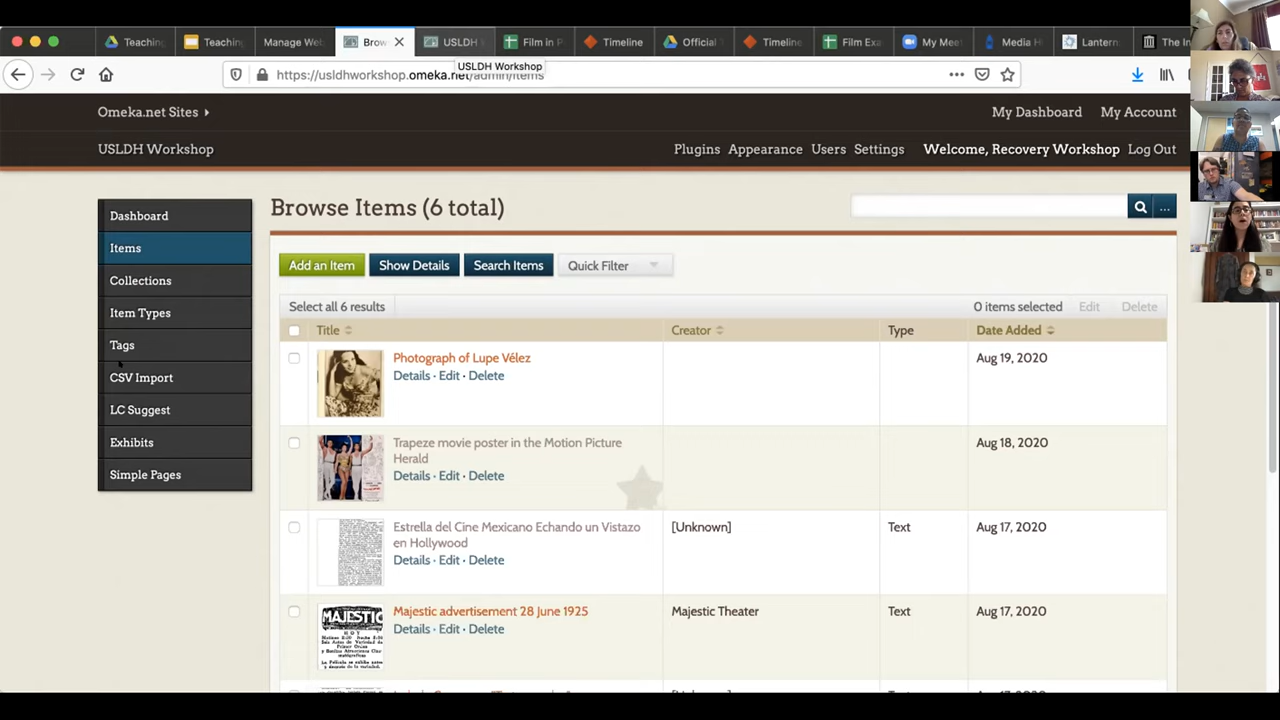 Teaching
Teaching
Manage Web
Brow
USLDH W
Film in P
Timeline
Official T
Timeline
Film Exa
My Meet
Media H
Lantern.
The In
USLDH Workshop
https://usldhworkshop.omeka.net/admin/items
Omeka.net Sites
My Dashboard My Account
USLDH Workshop
Plugins Appearance Users Settings Welcome, Recovery Workshop Log Out
Dashboard
Items
Collections
Item Types
Tags
CSV Import
LC Suggest
Exhibits
Simple Pages
Browse Items (6 total)
...
Add an Item Show Details Search Items Quick Filter
Select all 6 results 0 items selected Edit Delete
Title Creator Type Date Added
Photograph of Lupe Vélez Aug 19, 2020
Details · Edit · Delete
Trapeze movie poster in the Motion Picture Aug 18, 2020
Herald
Details · Edit · Delete
Estrella del Cine Mexicano Echando un Vistazo [Unknown] Text Aug 17, 2020
en Hollywood
Details · Edit · Delete
Majestic advertisement 28 June 1925 Majestic Theater Text Aug 17, 2020
Details · Edit · Delete
MAJESTIC
HOY